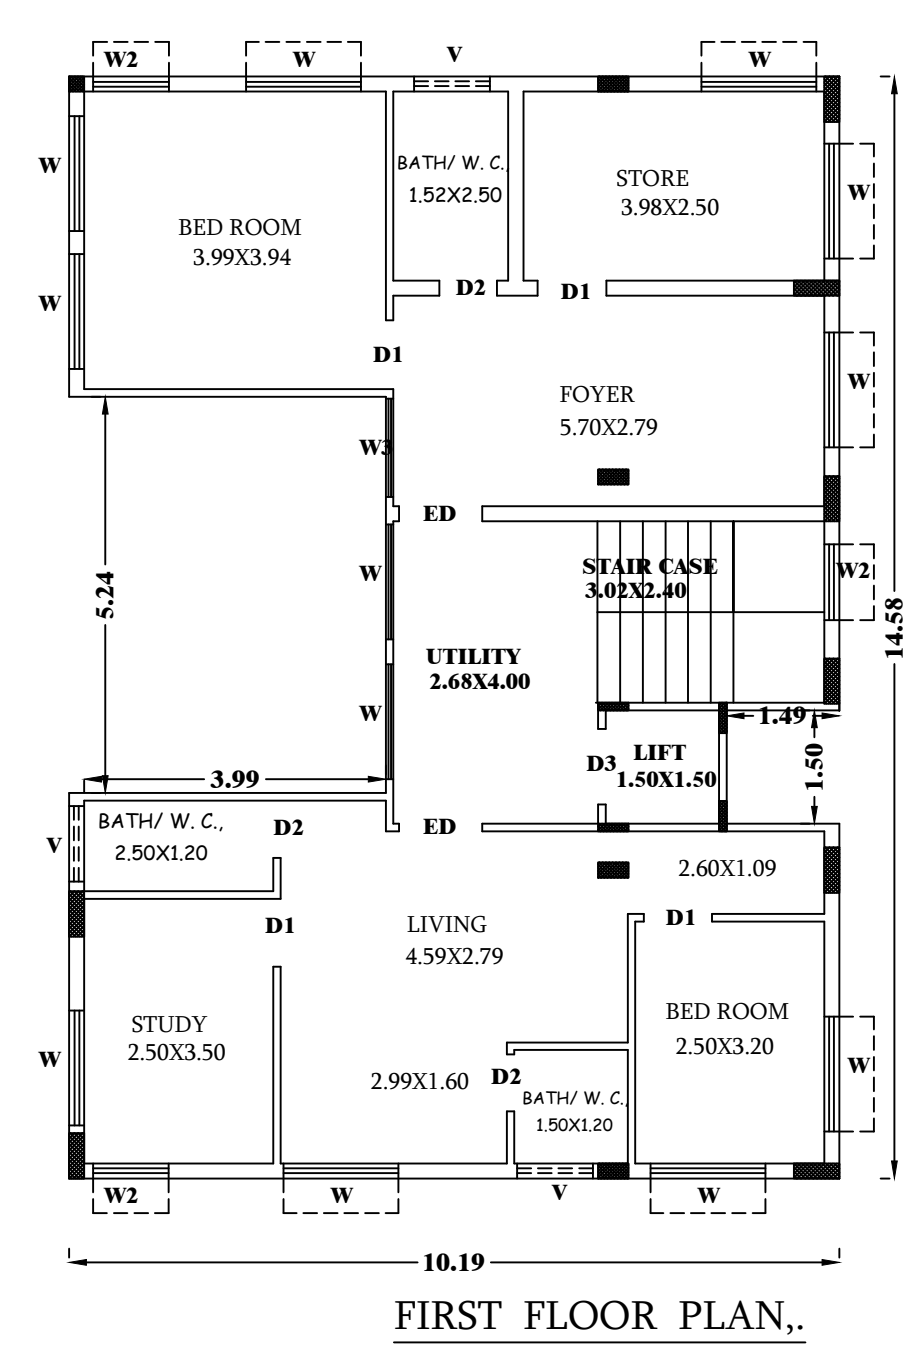 W2 W V W
W
BATH/ W. C.,
1.52X2.50
STORE
3.98X2.50
W
BED ROOM
3.99X3.94
W
D2
D1
D1
W
FOYER
5.70X2.79
W3
ED
W
STAIR CASE
3.02X2.40
W2
5.24
14.58
UTILITY
2.68X4.00
W
1.49
D3
LIFT
1.50X1.50
1.50
3.99
BATH/ W. C.,
2.50X1.20
D2
ED
V
2.60X1.09
D1
LIVING
4.59X2.79
D1
BED ROOM
2.50X3.20
STUDY
2.50X3.50
W
W
2.99X1.60
D2
BATH/ W. C.,
1.50X1.20
W2 W V W
10.19
FIRST FLOOR PLAN,.